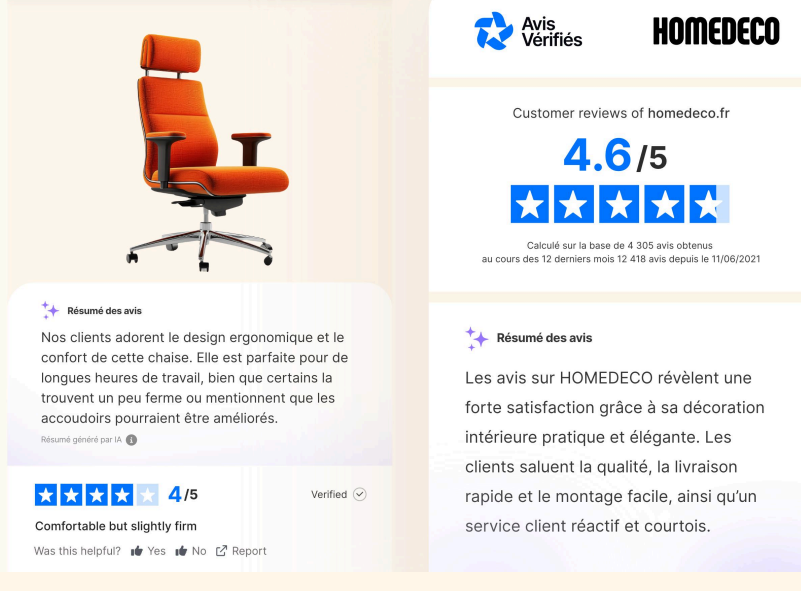 Résumé des avis
Nos clients adorent le design ergonomique et le
confort de cette chaise. Elle est parfaite pour de
longues heures de travail, bien que certains la
trouvent un peu ferme ou mentionnent que les
accoudoirs pourraient être améliorés.
Résumé généré par IA
4/5
Verified
Comfortable but slightly firm
Was this helpful? Yes No Report
Avis
Vérifiés
HOMEDECO
Customer reviews of homedeco.fr
4.6/5
Calculé sur la base de 4 305 avis obtenus
au cours des 12 derniers mois 12 418 avis depuis le 11/06/2021
Résumé des avis
Les avis sur HOMEDECO révèlent une
forte satisfaction grâce à sa décoration
intérieure pratique et élégante. Les
clients saluent la qualité, la livraison
rapide et le montage facile, ainsi qu’un
service client réactif et courtois.